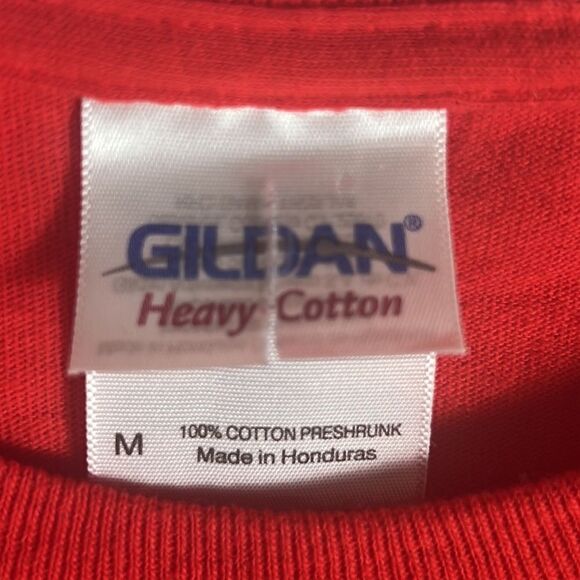 GILDAN®
Heavy Cotton
M
100% COTTON PRESHRUNK
Made in Honduras